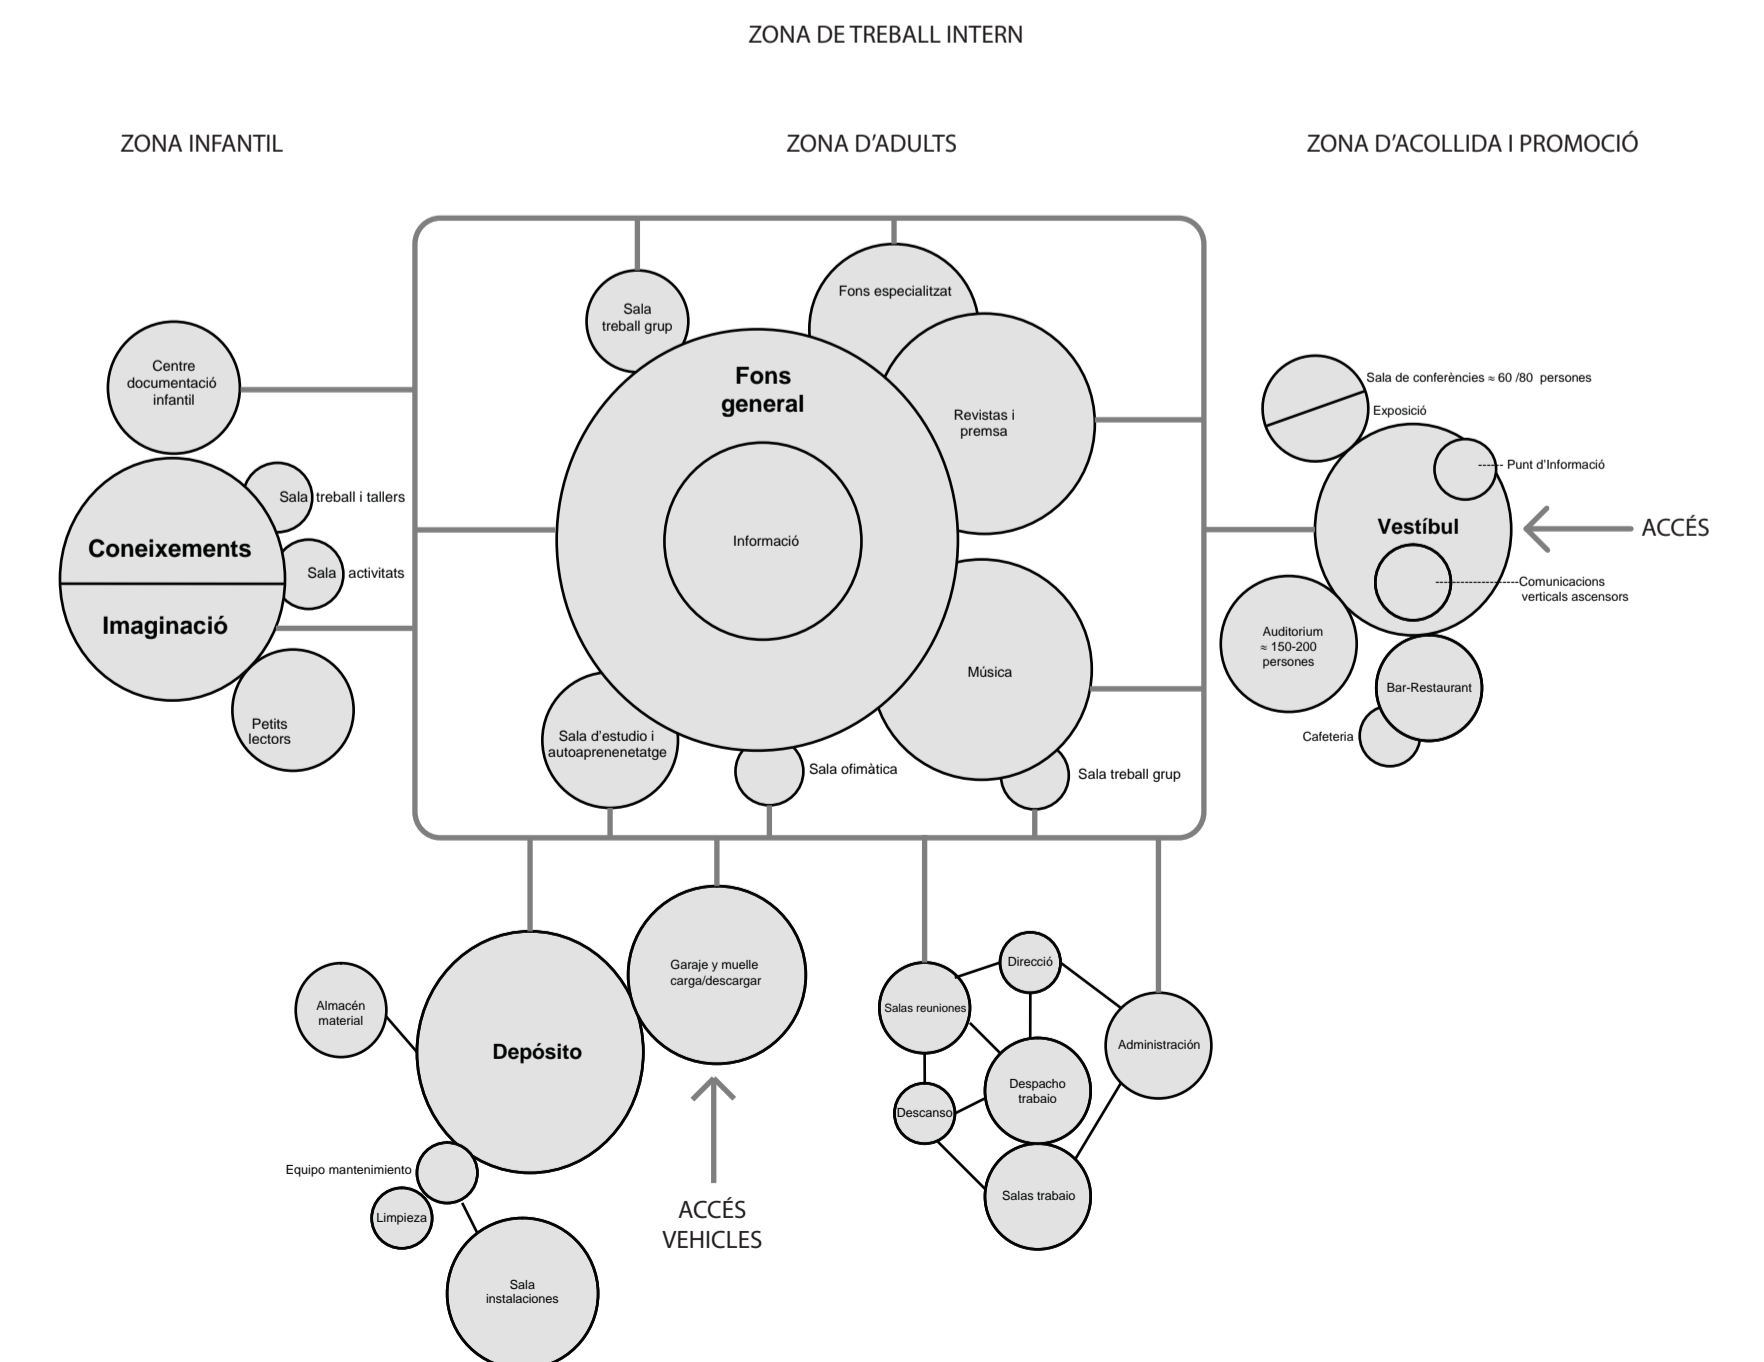 ZONA DE TREBALL INTERN
ZONA INFANTIL
ZONA D'ADULTS
ZONA D'ACOLLIDA I PROMOCIÓ
Centre
documentació
infantil
Sala treball i tallers
Coneixements
Sala activitats
Imaginació
Petits
lectors
Sala
treball grup
Fons especialitzat
Fons
general
Revistas i
premsa
Informació
Música
Sala d'estudio i
autoaprenenetatge
Sala ofimàtica
Sala treball grup
Sala de conferències ≈ 60 /80 persones
Exposició
Punt d'Informació
Vestíbul
ACCÉS
Comunicacions
verticals ascensors
Auditorium
≈ 150-200
persones
Bar-Restaurant
Cafeteria
Garaje y muelle
carga/descargar
Almacén
material
Depósito
Equipo mantenimiento
Limpieza
Sala
instalaciones
ACCÉS
VEHICLES
Direcció
Salas reuniones
Administración
Despacho
trabaio
Descanso
Salas trabaio